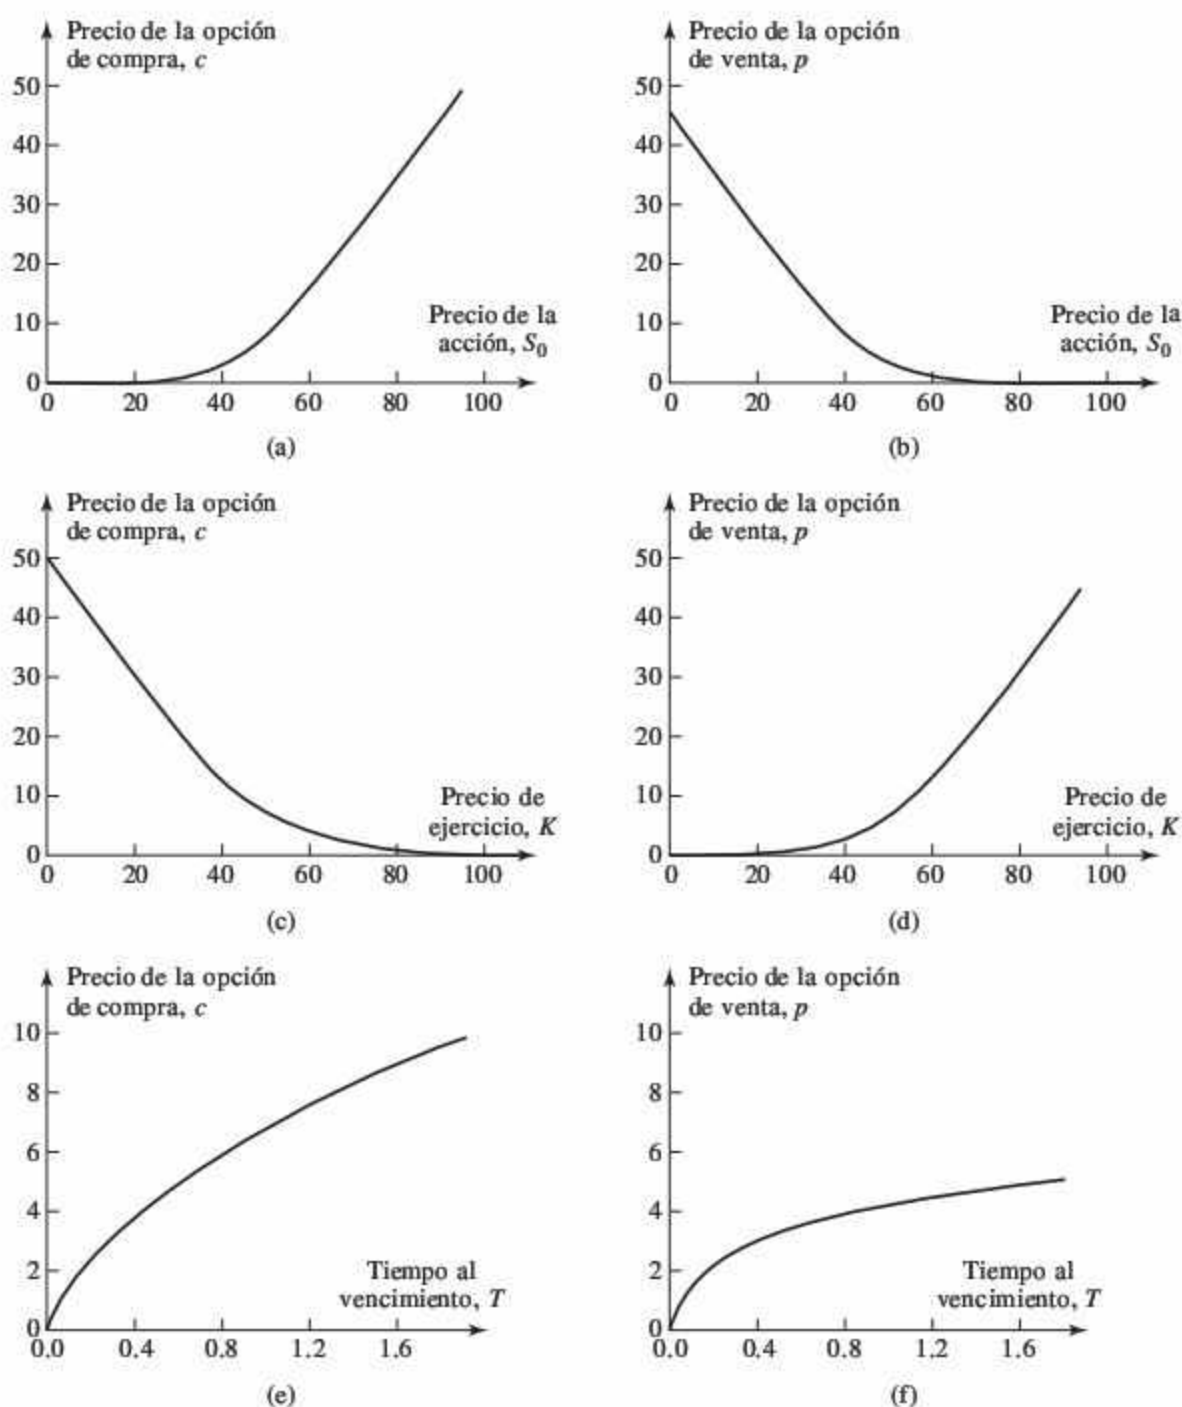 Precio de la opción
de compra, c
50
40
30
20
10
0
Precio de la
acción, S0
0 20 40 60 80 100
(a)
Precio de la opción
de venta, p
50
40
30
20
10
0
Precio de la
acción, S0
0 20 40 60 80 100
(b)
Precio de la opción
de compra, c
50
40
30
20
10
0
Precio de
ejercicio, K
0 20 40 60 80 100
(c)
Precio de la opción
de venta, p
50
40
30
20
10
0
Precio de
ejercicio, K
0 20 40 60 80 100
(d)
Precio de la opción
de compra, c
10
8
6
4
2
0
Tiempo al
vencimiento, T
0.0 0.4 0.8 1.2 1.6
(e)
Precio de la opción
de venta, p
10
8
6
4
2
0
Tiempo al
vencimiento, T
0.0 0.4 0.8 1.2 1.6
(f)